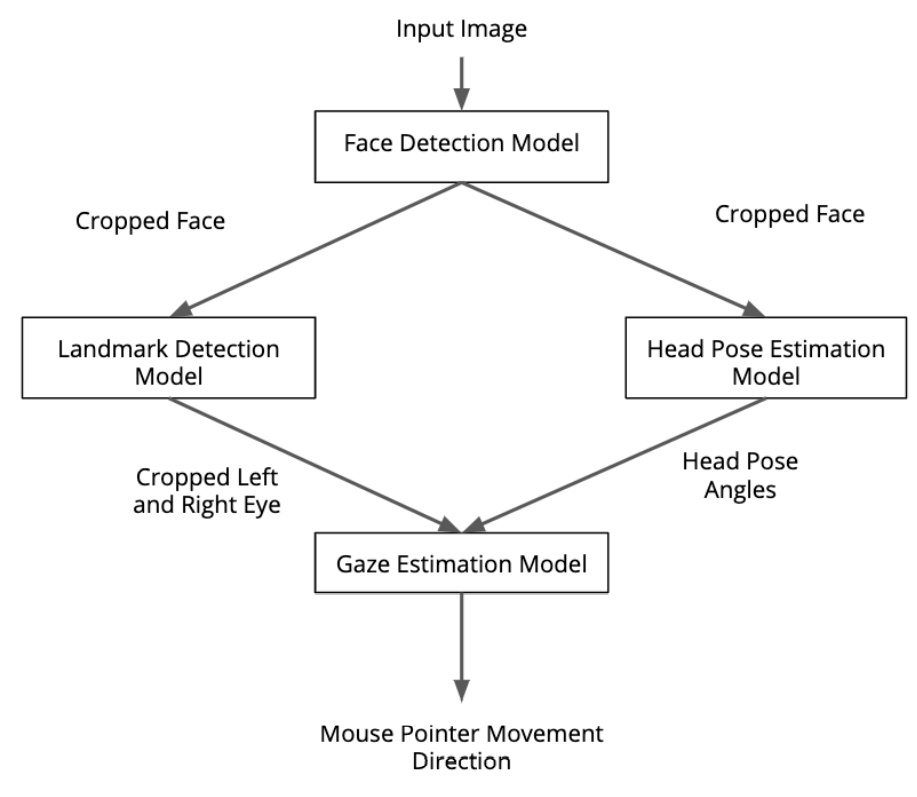 Input Image
Face Detection Model
Cropped Face
Cropped Face
Landmark Detection
Model
Head Pose Estimation
Model
Cropped Left
and Right Eye
Head Pose
Angles
Gaze Estimation Model
Mouse Pointer Movement
Direction